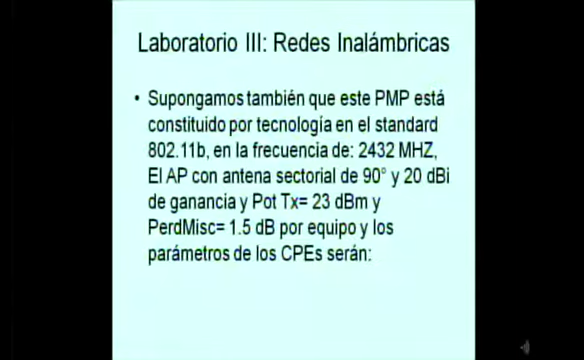 Laboratorio III: Redes Inalámbricas
• Supongamos también que este PMP está
constituido por tecnología en el standard
802.11b, en la frecuencia de: 2432 MHZ,
El AP con antena sectorial de 90° y 20 dBi
de ganancia y Pot Tx= 23 dBm y
PerdMisc= 1.5 dB por equipo y los
parámetros de los CPEs serán: